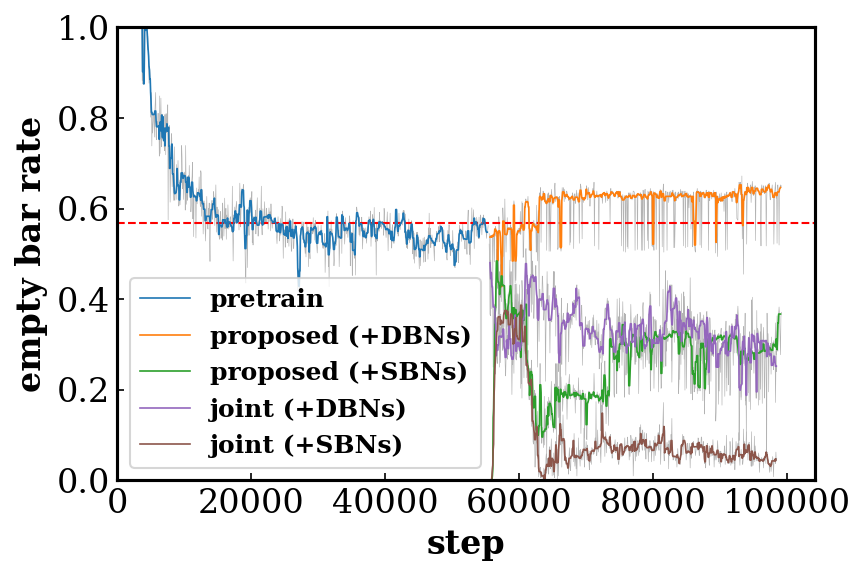 1.0
0.8
0.6
0.4
0.2
0.0
empty bar rate
pretrain
proposed (+DBNs)
proposed (+SBNs)
joint (+DBNs)
joint (+SBNs)
0 20000 40000 60000 80000 100000
step